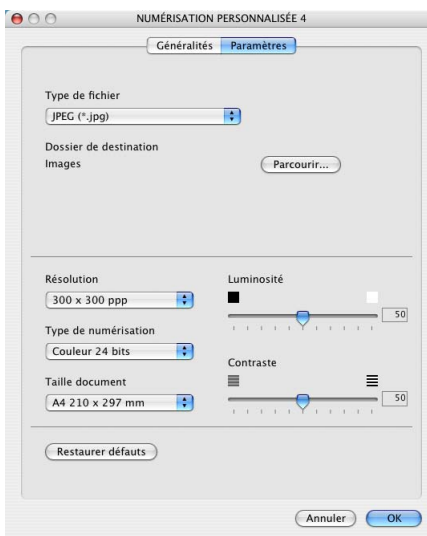 NUMÉRISATION PERSONNALISÉE 4
Généralités Paramètres
Type de fichier
JPEG (*.jpg)
Dossier de destination
Images Parcourir...
Résolution Luminosité
300 x 300 ppp 50
Type de numérisation
Couleur 24 bits
Contraste
Taille document
A4 210 x 297 mm 50
Restaurer défauts
Annuler OK